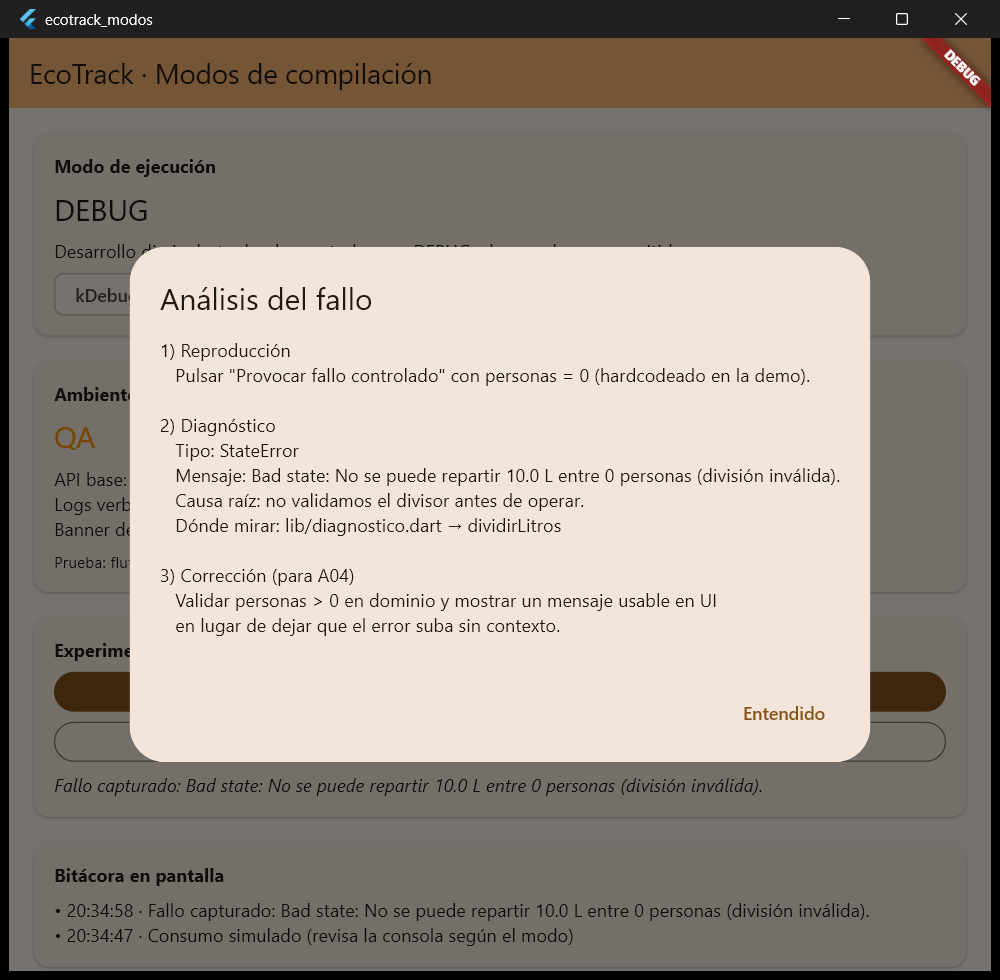 ecotrack_modos
EcoTrack · Modos de compilación
DEBUG
Modo de ejecución
DEBUG
Desarrollo
kDebug
Análisis del fallo
1) Reproducción
Pulsar "Provocar fallo controlado" con personas = 0 (hardcodeado en la demo).
2) Diagnóstico
Tipo: StateError
Mensaje: Bad state: No se puede repartir 10.0 L entre 0 personas (división inválida).
Causa raíz: no validamos el divisor antes de operar.
Dónde mirar: lib/diagnostico.dart → dividirLitros
3) Corrección (para A04)
Validar personas > 0 en dominio y mostrar un mensaje usable en UI
en lugar de dejar que el error suba sin contexto.
Entendido
Ambiente
QA
API base:
Logs verb
Banner de
Prueba: flu
Experime
Fallo capturado: Bad state: No se puede repartir 10.0 L entre 0 personas (división inválida).
Bitácora en pantalla
• 20:34:58 · Fallo capturado: Bad state: No se puede repartir 10.0 L entre 0 personas (división inválida).
• 20:34:47 · Consumo simulado (revisa la consola según el modo)